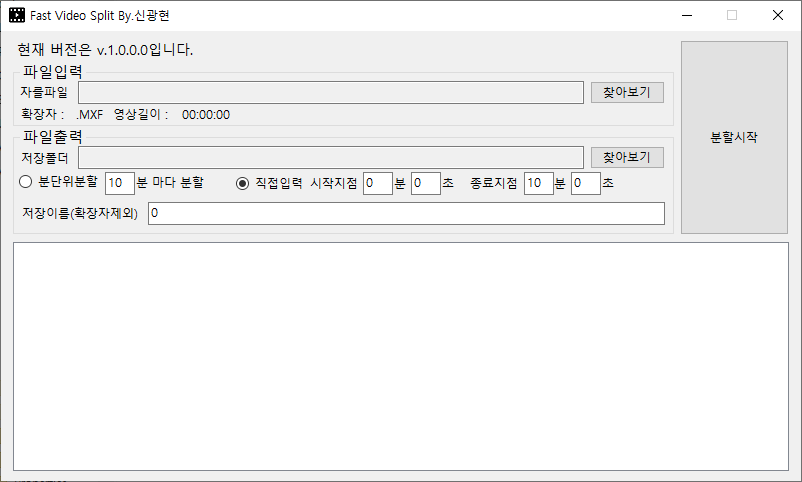 Fast Video Split By.신광현
현재 버전은 v.1.0.0.0입니다.
파일입력
자를파일 찾아보기
확장자 : .MXF 영상길이 : 00:00:00
파일출력
저장폴더 찾아보기
분단위분할 10 분 마다 분할 직접입력 시작지점 0 분 0 초 종료지점 10 분 0 초
저장이름(확장자제외) 0
분할시작